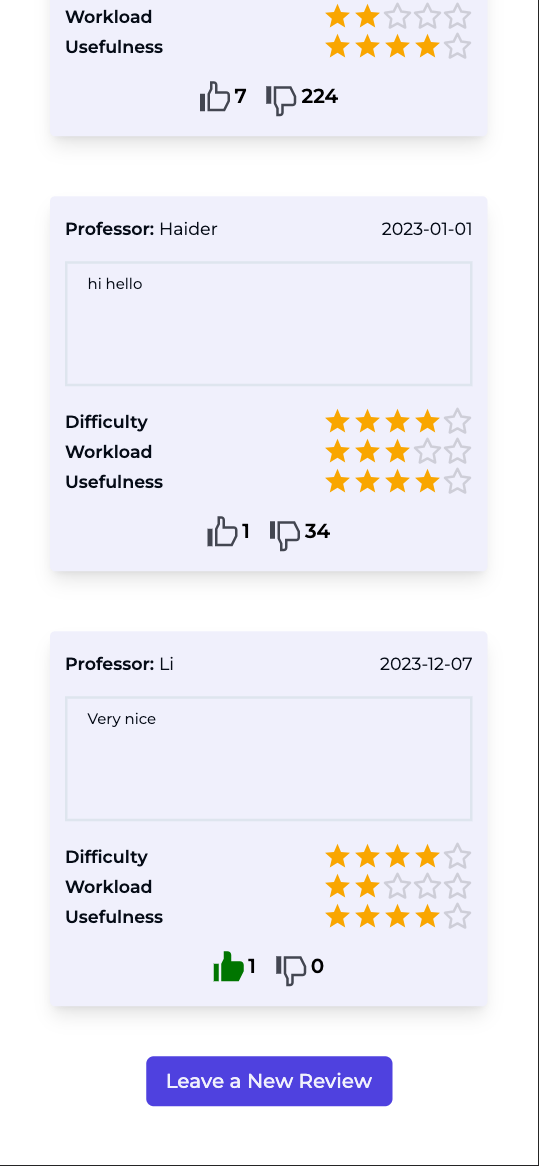 Workload
Usefulness
7 224
Professor: Haider 2023-01-01
hi hello
Difficulty
Workload
Usefulness
1 34
Professor: Li 2023-12-07
Very nice
Difficulty
Workload
Usefulness
1 0
Leave a New Review